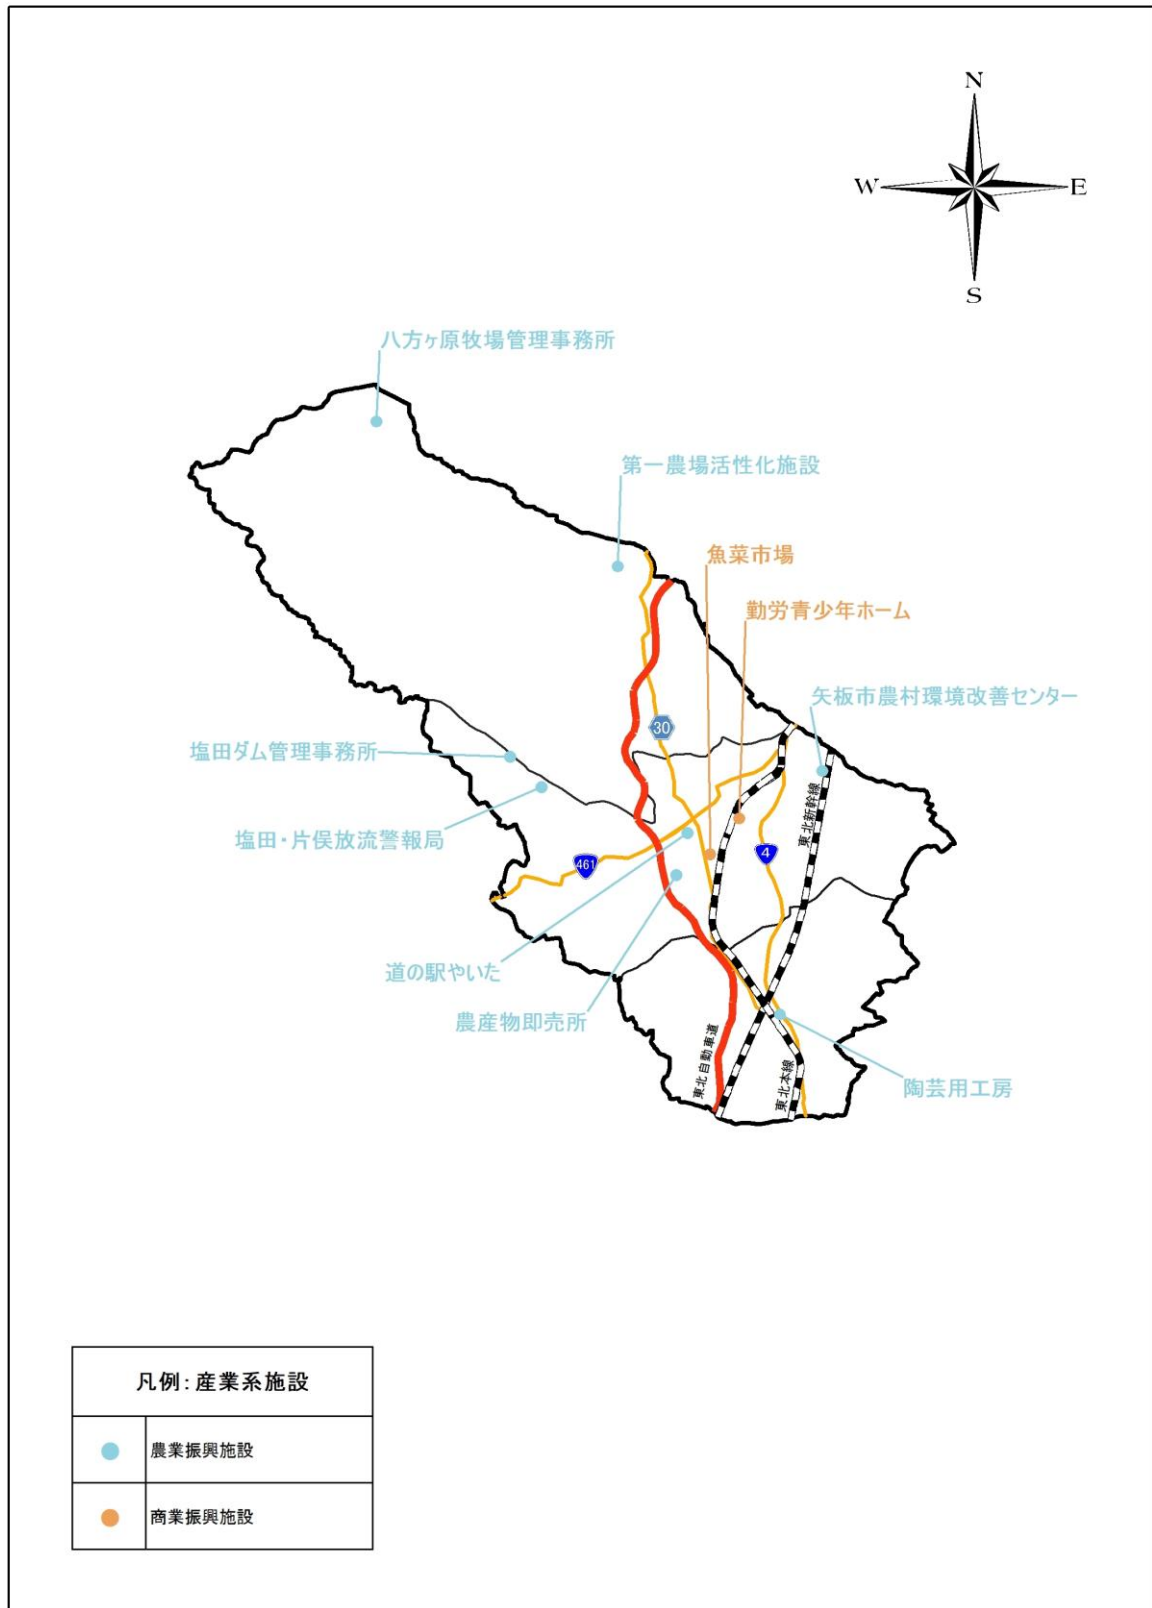 N
W
E
S
八方ヶ原牧場管理事務所
第一農場活性化施設
魚菜市場
勤労青少年ホーム
矢板市農村環境改善センター
30
塩田ダム管理事務所
東北新幹線
塩田・片俣放流警報局
4
461
道の駅やいた
農産物即売所
東北自動車道
東北本線
陶芸用工房
凡例:産業系施設
農業振興施設
商業振興施設